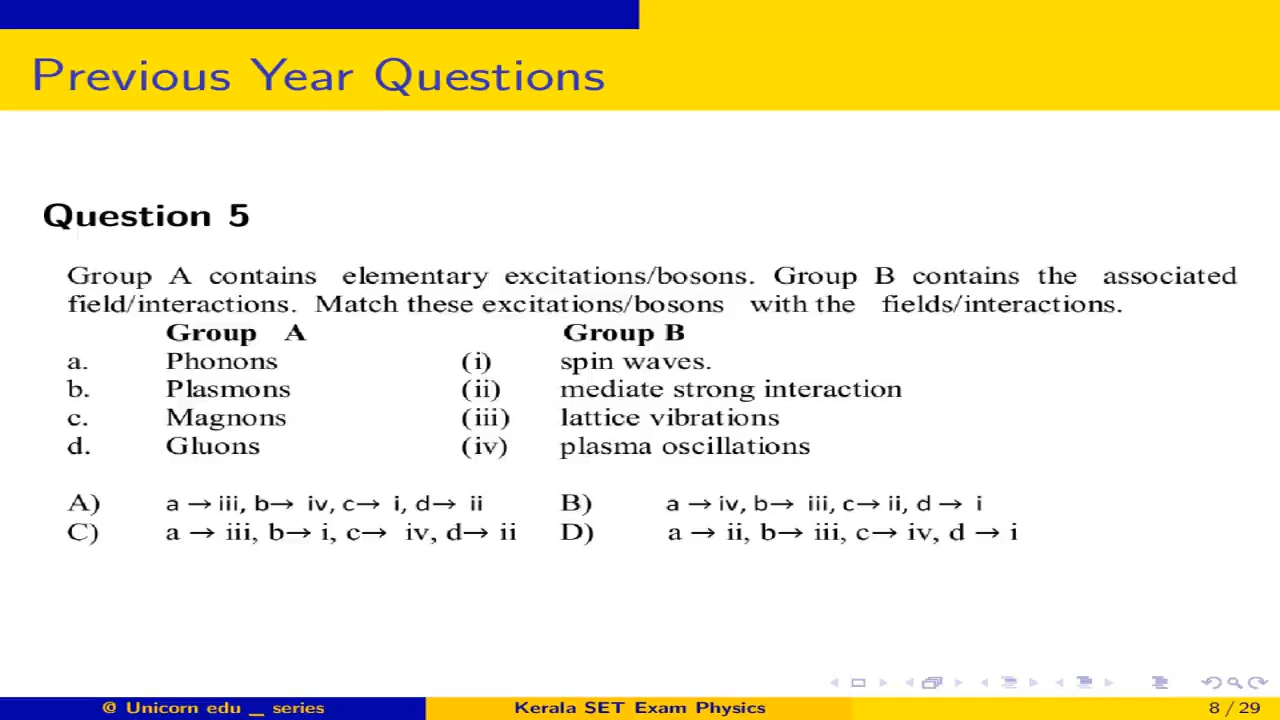 Previous Year Questions
Question 5
Group A contains elementary excitations/bosons. Group B contains the associated
field/interactions. Match these excitations/bosons with the fields/interactions.
Group A Group B
a. Phonons (i) spin waves.
b. Plasmons (ii) mediate strong interaction
c. Magnons (iii) lattice vibrations
d. Gluons (iv) plasma oscillations
A) a → iii, b→ iv, c→ i, d→ ii B) a → iv, b→ iii, c→ ii, d → i
C) a → iii, b→ i, c→ iv, d→ ii D) a → ii, b→ iii, c→ iv, d → i
@ Unicorn edu _ series Kerala SET Exam Physics 8 / 29